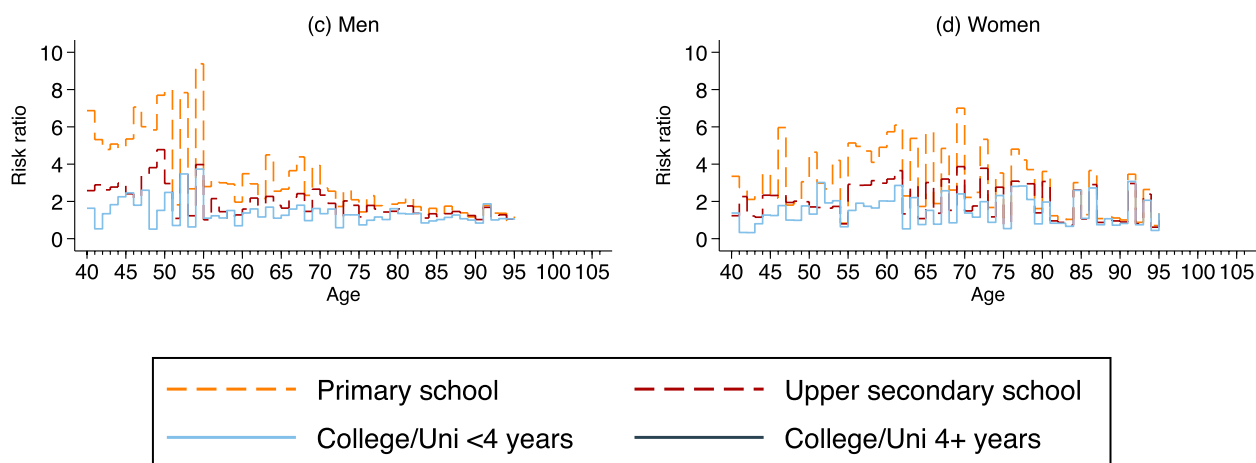 (c) Men
(d) Women
Risk ratio
10
8
6
4
2
0
40 45 50 55 60 65 70 75 80 85 90 95 100 105
Age
Risk ratio
10
8
6
4
2
0
40 45 50 55 60 65 70 75 80 85 90 95 100 105
Age
Primary school
Upper secondary school
College/Uni <4 years
College/Uni 4+ years